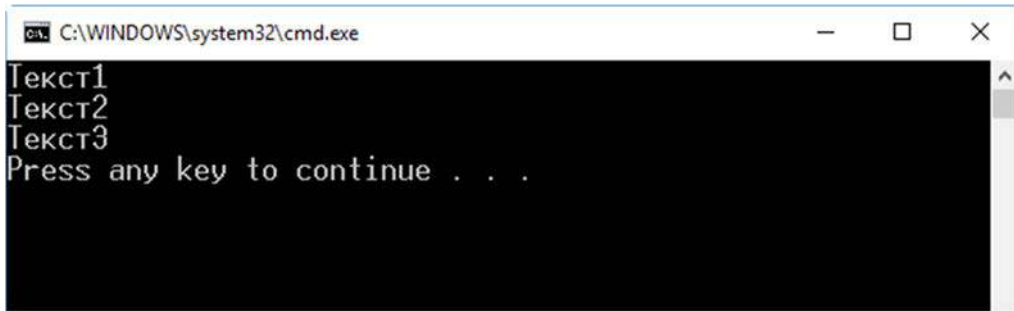 C:\WINDOWS\system32\cmd.exe
Текст1
Текст2
Текст3
Press any key to continue . . .